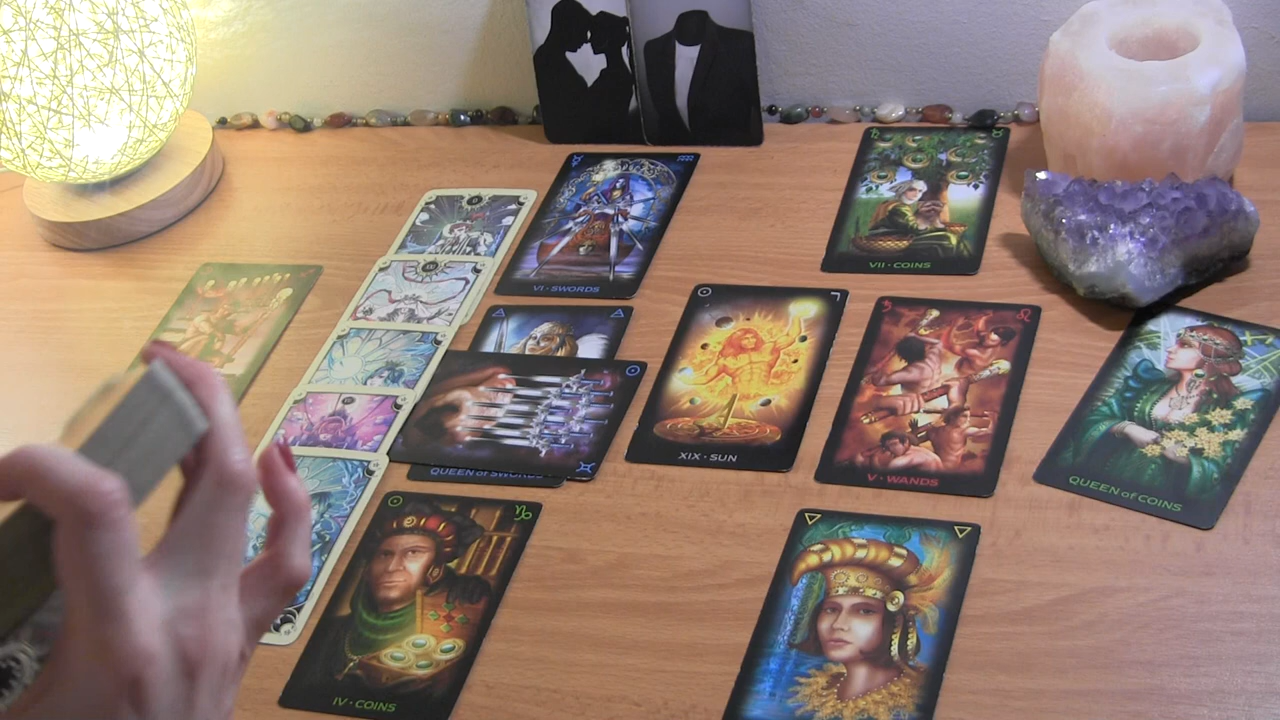 VI · SWORDS
VII · COINS
QUEEN of SWORDS
XIX · SUN
V · WANDS
QUEEN of COINS
IV · COINS